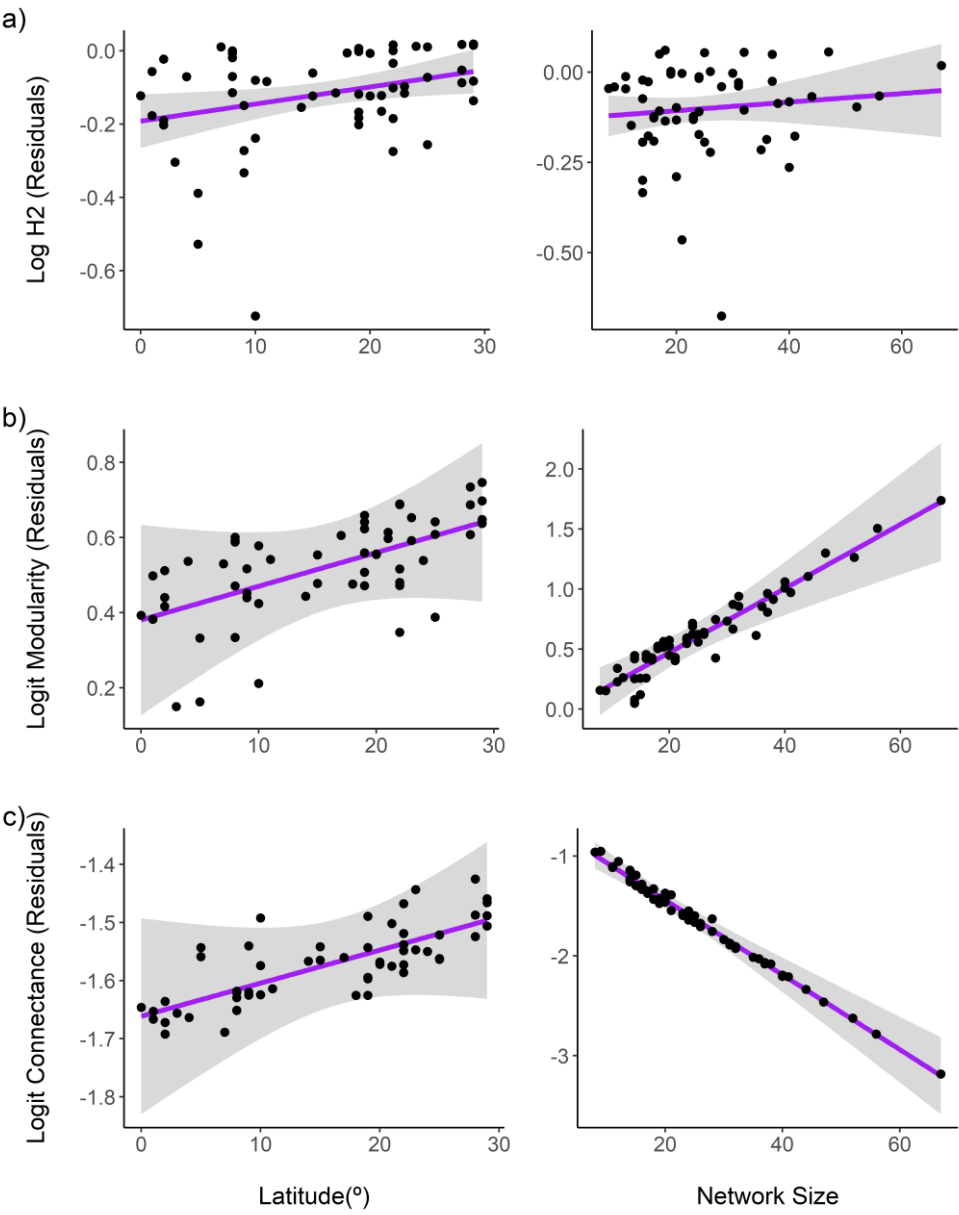 a)
Log H2 (Residuals)
0.0
-0.2
-0.4
-0.6
0 10 20 30
0.00
-0.25
-0.50
20 40 60
b)
Logit Modularity (Residuals)
0.8
0.6
0.4
0.2
0 10 20 30
2.0
1.5
1.0
0.5
0.0
20 40 60
c)
Logit Connectance (Residuals)
-1.4
-1.5
-1.6
-1.7
-1.8
0 10 20 30
-1
-2
-3
20 40 60
Latitude(º)
Network Size